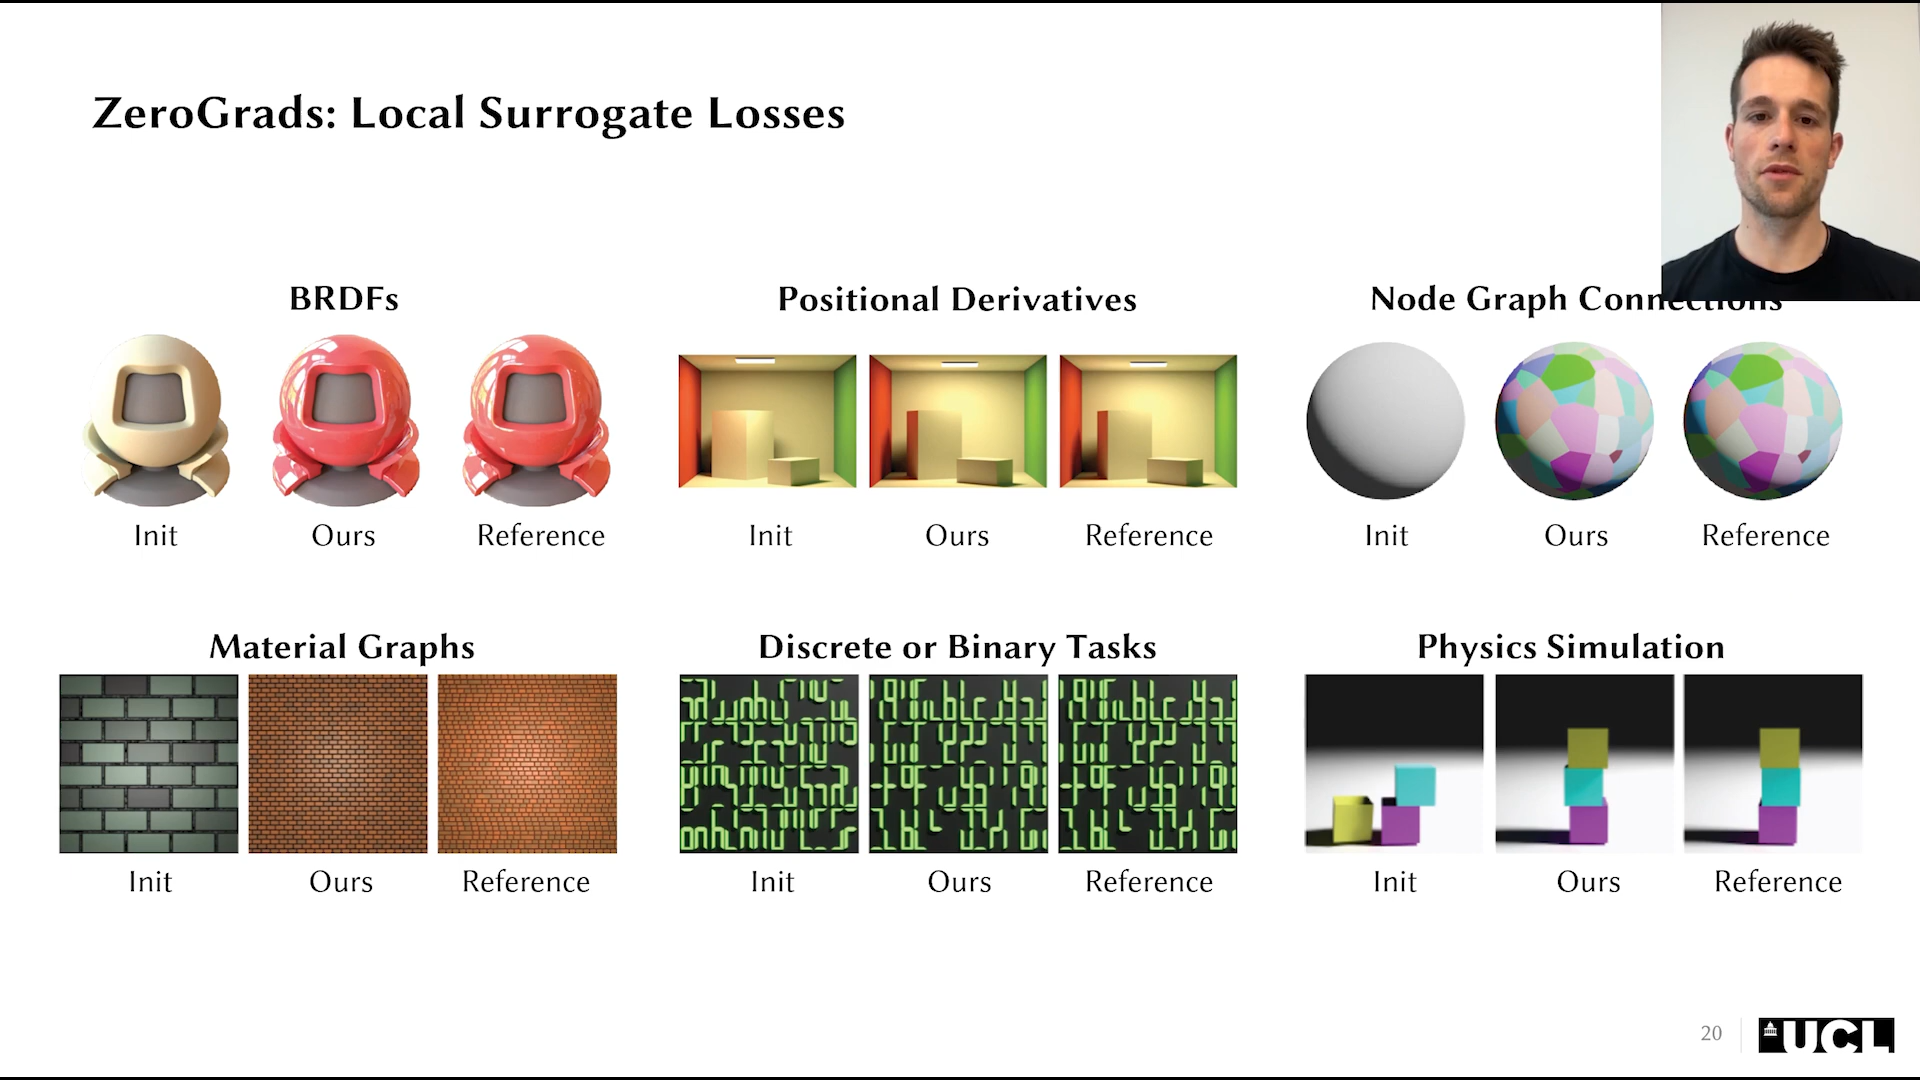 ZeroGrads: Local Surrogate Losses
BRDFs
Positional Derivatives
Node Graph Connections
Init
Ours
Reference
Init
Ours
Reference
Init
Ours
Reference
Material Graphs
Discrete or Binary Tasks
Physics Simulation
Init
Ours
Reference
Init
Ours
Reference
Init
Ours
Reference
20
UCL